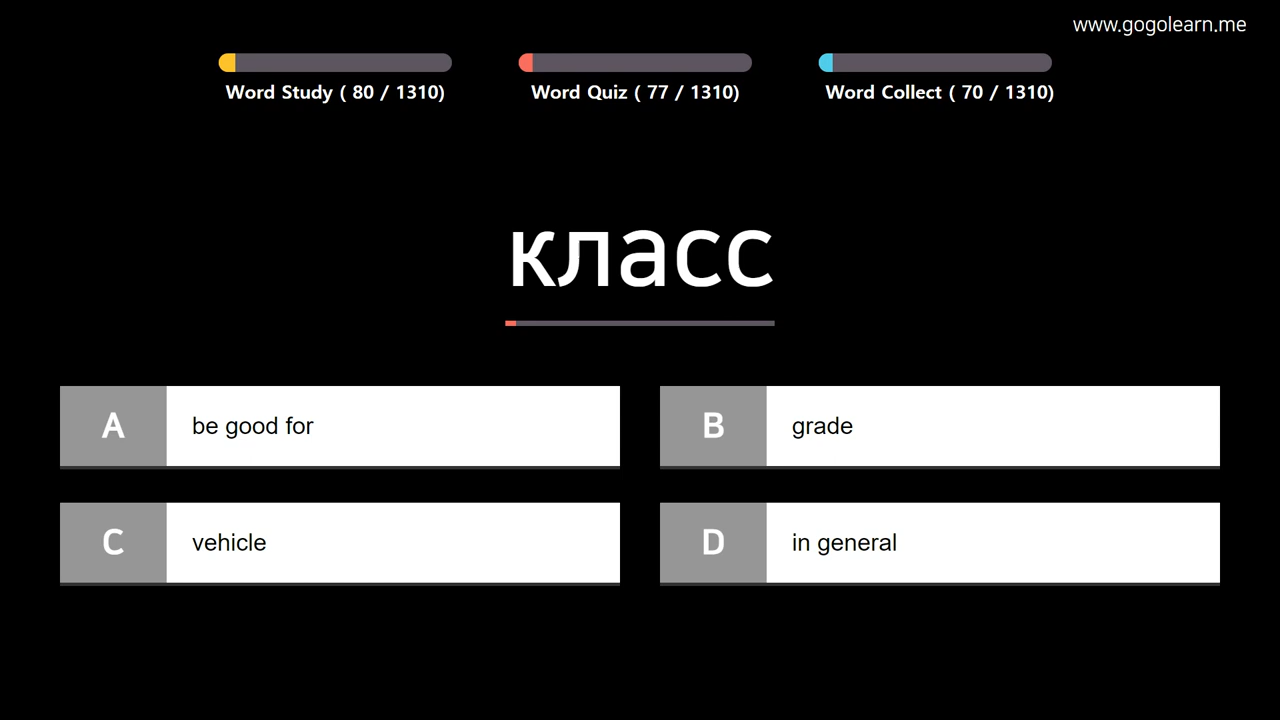 www.gogolearn.me
Word Study ( 80 / 1310)
Word Quiz ( 77 / 1310)
Word Collect ( 70 / 1310)
класс
A be good for
B grade
C vehicle
D in general